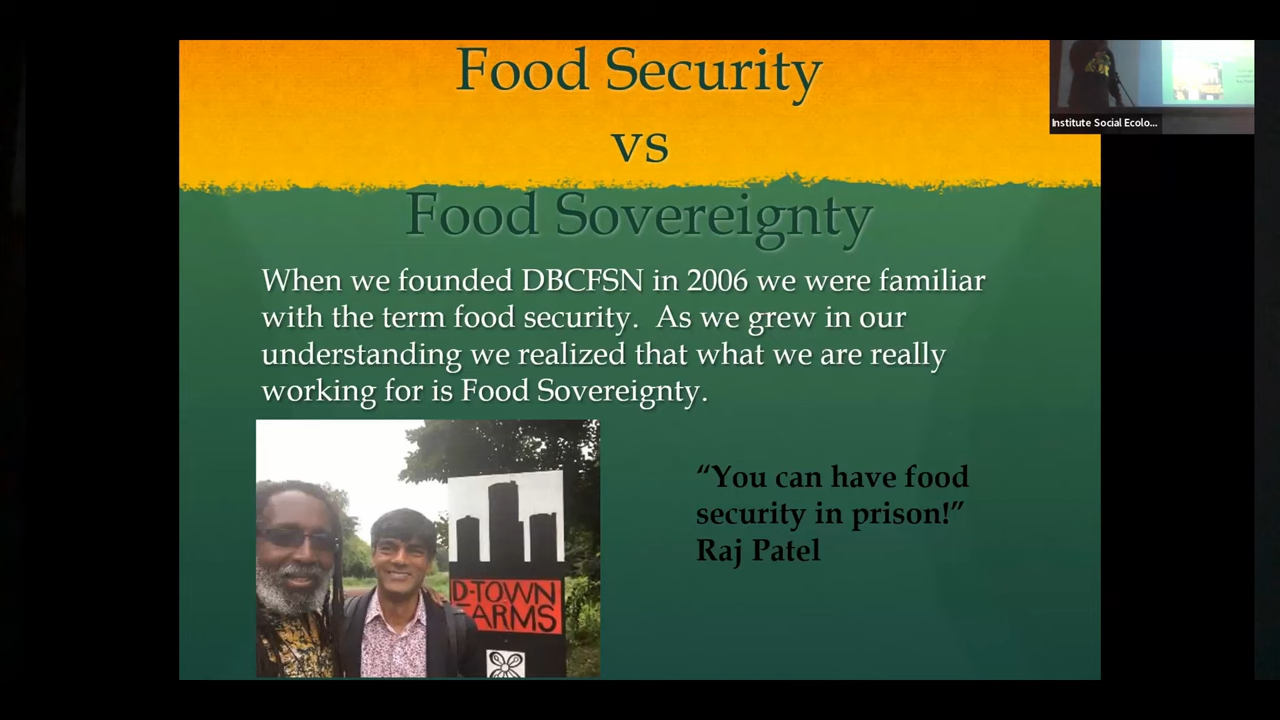 Food Security
vs
Food Sovereignty
Institute Social Ecolo...
When we founded DBCFSN in 2006 we were familiar
with the term food security.  As we grew in our
understanding we realized that what we are really
working for is Food Sovereignty.
D-TOWN
FARMS
“You can have food
security in prison!”
Raj Patel